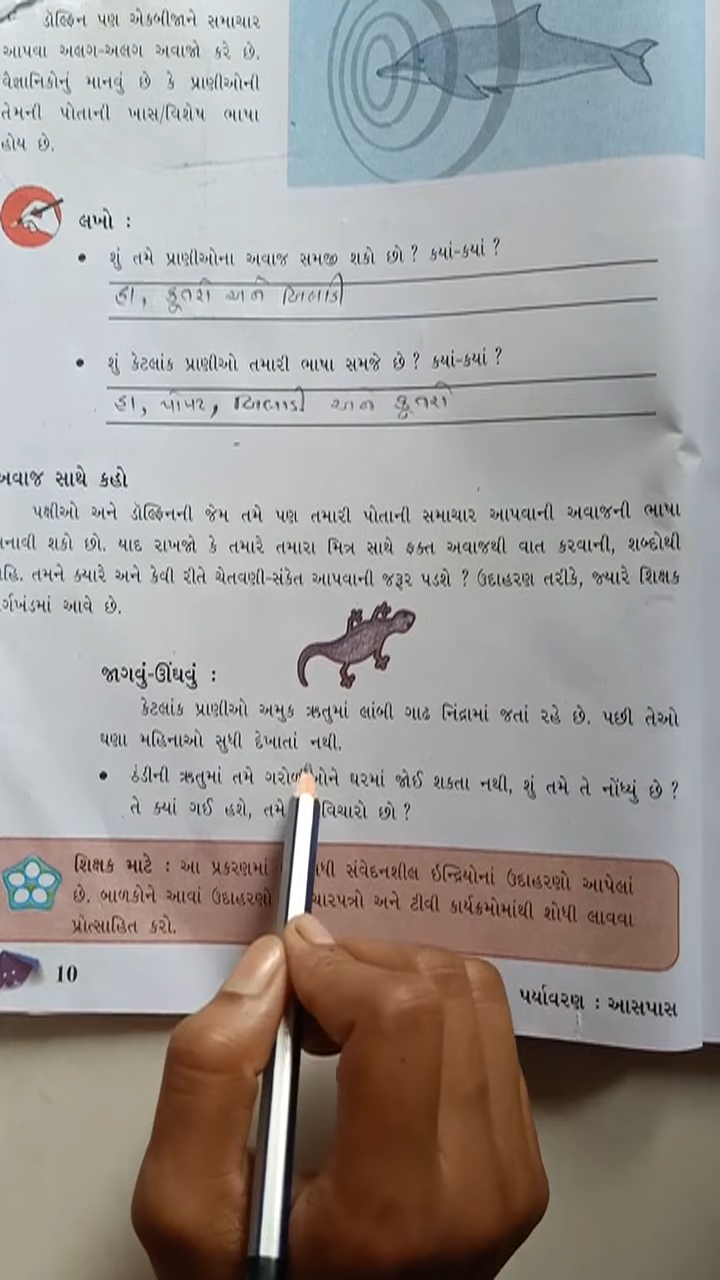 ડોલ્ફિન પણ એકબીજાને સમાચાર
આપવા અલગ-અલગ અવાજો કરે છે.
વૈજ્ઞાનિકોનું માનવું છે કે પ્રાણીઓની
તેમની પોતાની ખાસ/વિશેષ ભાષા
હોય છે.
લખો :
• શું તમે પ્રાણીઓના અવાજ સમજી શકો છો ? કયાં-કયાં ?
હા, કૂતરો અને બિલાડી
• શું કેટલાંક પ્રાણીઓ તમારી ભાષા સમજે છે ? કયાં-કયાં ?
હા, પોપટ, બિલાડી અને કૂતરો
અવાજ સાથે કહો
પક્ષીઓ અને ડોલ્ફિનની જેમ તમે પણ તમારી પોતાની સમાચાર આપવાની અવાજની ભાષા
બનાવી શકો છો. યાદ રાખજો કે તમારે તમારા મિત્ર સાથે ફક્ત અવાજથી વાત કરવાની, શબ્દોથી
નહિ. તમને ક્યારે અને કેવી રીતે ચેતવણી-સંકેત આપવાની જરૂર પડશે ? ઉદાહરણ તરીકે, જ્યારે શિક્ષક
વર્ગખંડમાં આવે છે.
જાગવું-ઊંઘવું :
કેટલાંક પ્રાણીઓ અમુક ઋતુમાં લાંબી ગાઢ નિંદ્રામાં જતાં રહે છે. પછી તેઓ
ઘણા મહિનાઓ સુધી દેખાતાં નથી.
• ઠંડીની ઋતુમાં તમે ગરોળીઓને ઘરમાં જોઈ શકતા નથી, શું તમે તે નોંધ્યું છે ?
તે ક્યાં ગઈ હશે, તમે વિચારો છો ?
શિક્ષક માટે : આ પ્રકરણમાં સંવેદનશીલ ઇન્દ્રિયોનાં ઉદાહરણો આપેલાં
છે. બાળકોને આવાં ઉદાહરણો અને ટીવી કાર્યક્રમોમાંથી શોધી લાવવા
પ્રોત્સાહિત કરો.
10
પર્યાવરણ : આસપાસ